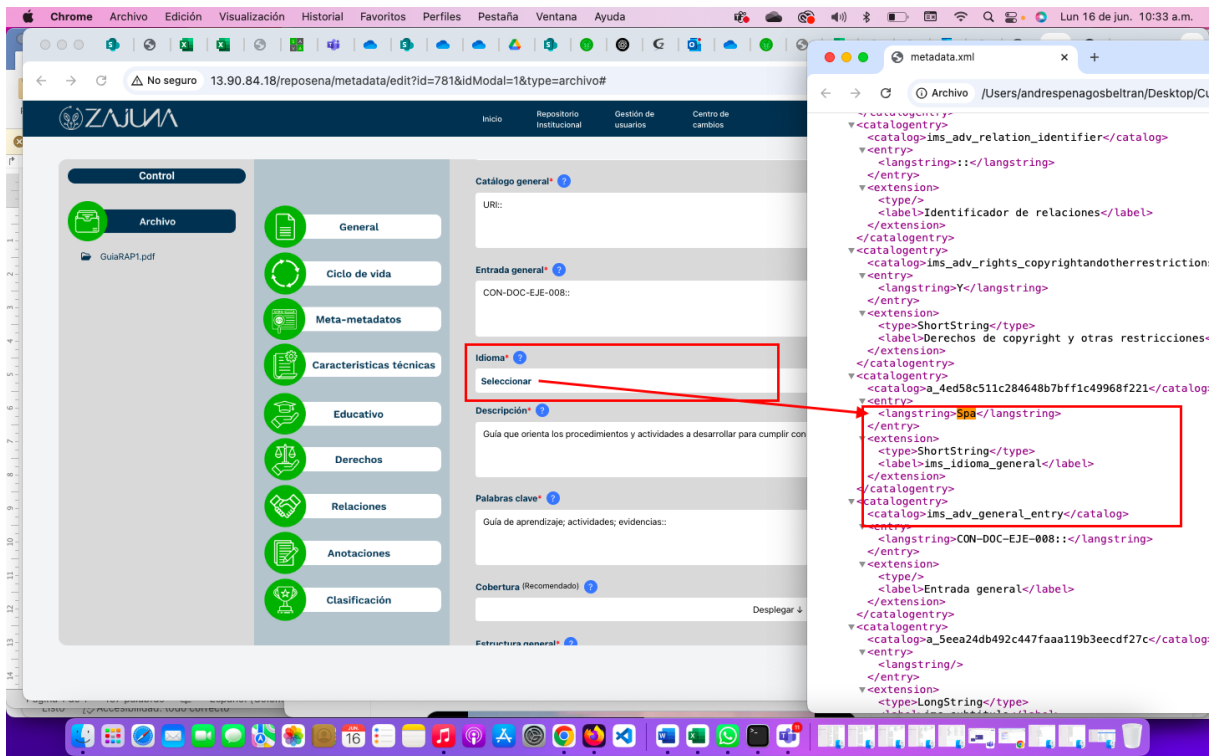 Chrome Archivo Edición Visualización Historial Favoritos Perfiles Pestaña Ventana Ayuda Lun 16 de jun. 10:33 a.m.
No seguro 13.90.84.18/reposena/metadata/edit?id=781&idModal=1&type=archivo#
ZAJUNA
Inicio
Repositorio
Institucional
Gestión de
usuarios
Centro de
cambios
Control
Archivo
GuiaRAP1.pdf
General
Ciclo de vida
Meta-metadatos
Caracteristicas técnicas
Educativo
Derechos
Relaciones
Anotaciones
Clasificación
Catálogo general* ?
URI::
Entrada general* ?
CON-DOC-EJE-008::
Idioma* ?
Seleccionar
Descripción* ?
Guía que orienta los procedimientos y actividades a desarrollar para cumplir con
Palabras clave* ?
Guía de aprendizaje; actividades; evidencias::
Cobertura (Recomendado) ?
Desplegar ↓
Estructura general* ?
metadata.xml
Archivo /Users/andrespenagosbeltran/Desktop/Cu
<catalogentry>
<catalog>ims_adv_relation_identifier</catalog>
<entry>
<langstring>::</langstring>
</entry>
<extension>
<type/>
<label>Identificador de relaciones</label>
</extension>
</catalogentry>
<catalogentry>
<catalog>ims_adv_rights_copyrightandotherrestriction
<entry>
<langstring>Y</langstring>
</entry>
<extension>
<type>ShortString</type>
<label>Derechos de copyright y otras restricciones<
</extension>
</catalogentry>
<catalogentry>
<catalog>a_4ed58c511c284648b7bff1c49968f221</catalog
<entry>
<langstring>Spa</langstring>
</entry>
<extension>
<type>ShortString</type>
<label>ims_idioma_general</label>
</extension>
</catalogentry>
<catalogentry>
<catalog>ims_adv_general_entry</catalog>
<entry>
<langstring>CON-DOC-EJE-008::</langstring>
</entry>
<extension>
<type/>
<label>Entrada general</label>
</extension>
</catalogentry>
<catalogentry>
<catalog>a_5eea24db492c447faaa119b3eecdf27c</catalog
<entry>
<langstring/>
</entry>
<extension>
<type>LongString</type>